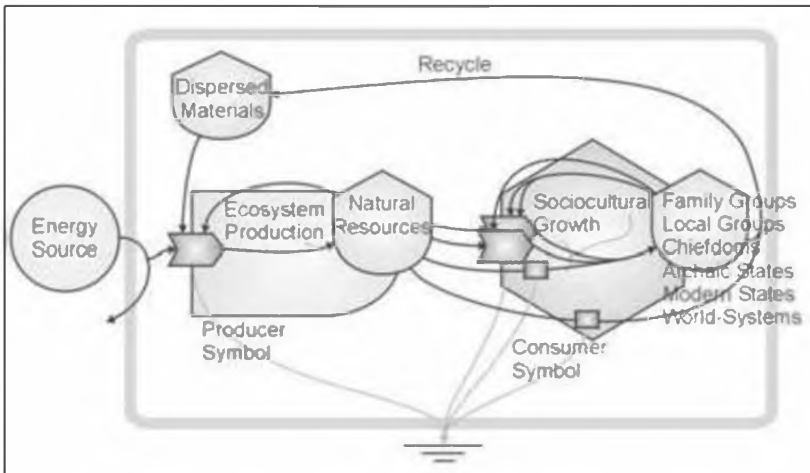 Recycle
Dispersed
Materials
Energy
Source
Ecosystem
Production
Natural
Resources
Sociocultural
Growth
Family Groups
Local Groups
Chiefdoms
Archaic States
Modern States
World-Systems
Producer
Symbol
Consumer
Symbol